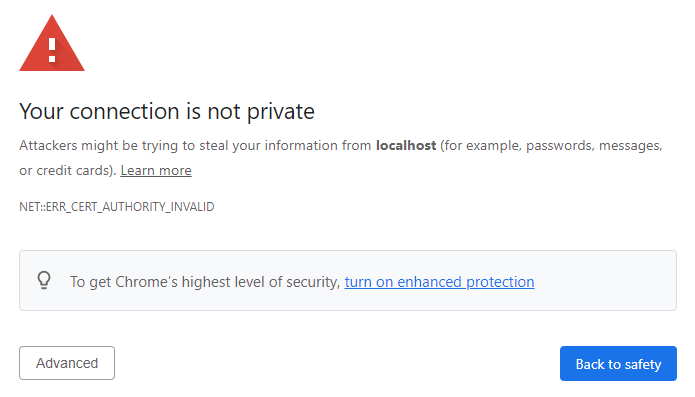 Your connection is not private
Attackers might be trying to steal your information from localhost (for example, passwords, messages,
or credit cards). Learn more
NET::ERR_CERT_AUTHORITY_INVALID
To get Chrome's highest level of security, turn on enhanced protection
Advanced
Back to safety